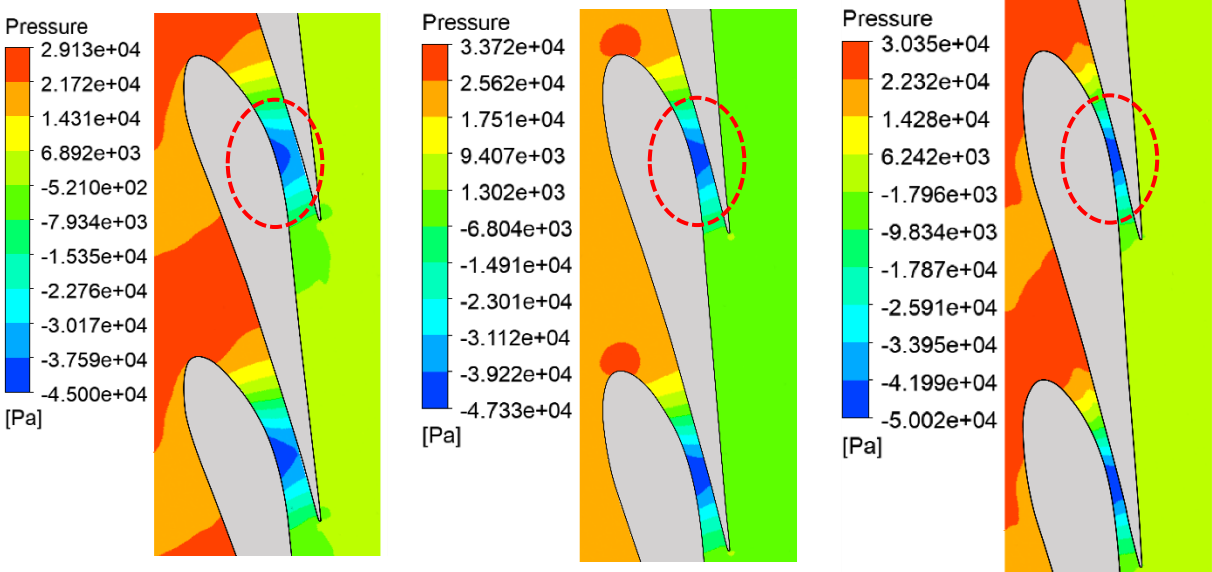 Pressure
2.913e+04
2.172e+04
1.431e+04
6.892e+03
-5.210e+02
-7.934e+03
-1.535e+04
-2.276e+04
-3.017e+04
-3.759e+04
-4.500e+04
[Pa]
Pressure
3.372e+04
2.562e+04
1.751e+04
9.407e+03
1.302e+03
-6.804e+03
-1.491e+04
-2.301e+04
-3.112e+04
-3.922e+04
-4.733e+04
[Pa]
Pressure
3.035e+04
2.232e+04
1.428e+04
6.242e+03
-1.796e+03
-9.834e+03
-1.787e+04
-2.591e+04
-3.395e+04
-4.199e+04
-5.002e+04
[Pa]